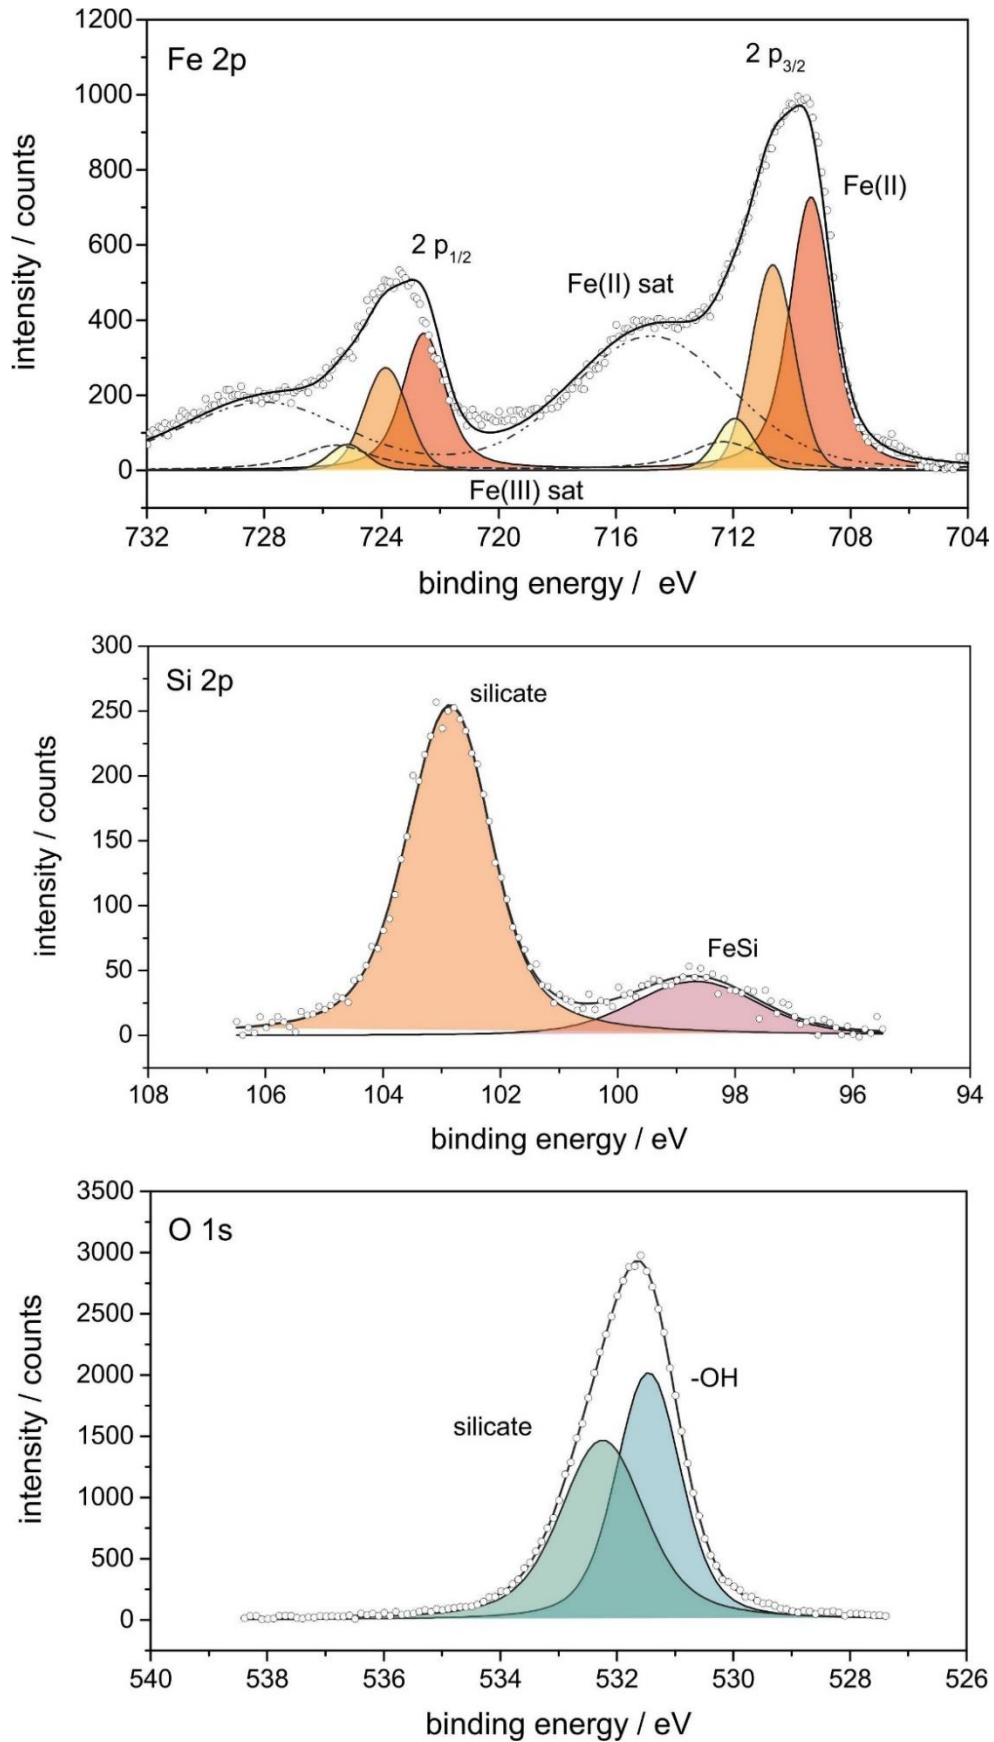 Fe 2p
2 p3/2
Fe(II)
2 p1/2
Fe(II) sat
Fe(III) sat
intensity / counts
1200
1000
800
600
400
200
0
732 728 724 720 716 712 708 704
binding energy / eV
Si 2p
silicate
FeSi
intensity / counts
300
250
200
150
100
50
0
108 106 104 102 100 98 96 94
binding energy / eV
O 1s
-OH
silicate
intensity / counts
3500
3000
2500
2000
1500
1000
500
0
540 538 536 534 532 530 528 526
binding energy / eV